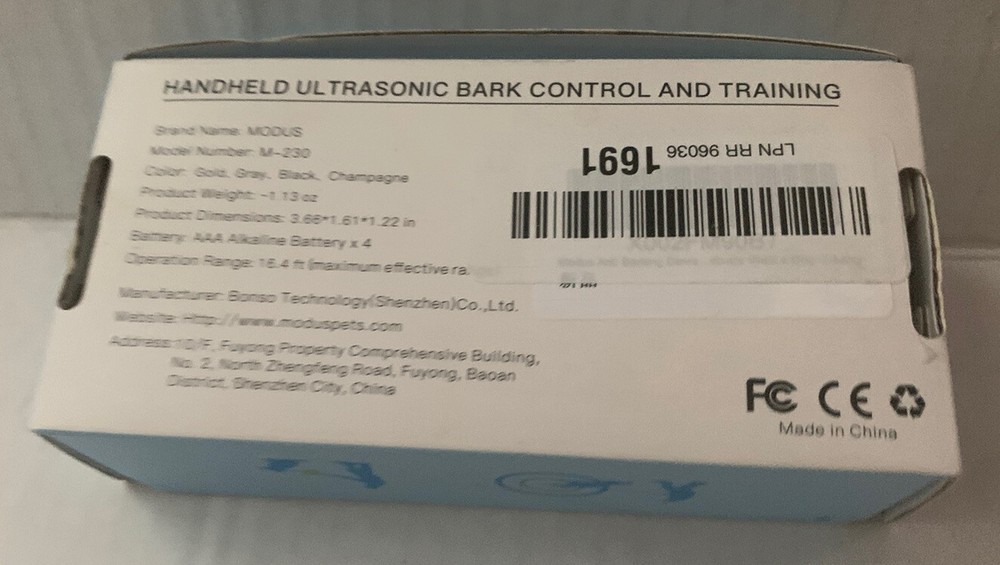 HANDHELD ULTRASONIC BARK CONTROL AND TRAINING
Brand Name: MODUS
Model Number: M-230
Color: Gold, Gray, Black, Champagne
Product Weight: ~1.13 oz
Product Dimensions: 3.66*1.61*1.22 in
Battery: AAA Alkaline Battery x 4
Operation Range: 16.4 ft (maximum effective ra
Manufacturer: Bonso Technology(Shenzhen)Co.,Ltd.
Website: Http://www.moduspets.com
Address:10/F, Fuyong Property Comprehensive Building,
No. 2, North Zhengfeng Road, Fuyong, Baoan
District, Shenzhen City, China
LPN RR 96036 1691
FC CE
Made in China